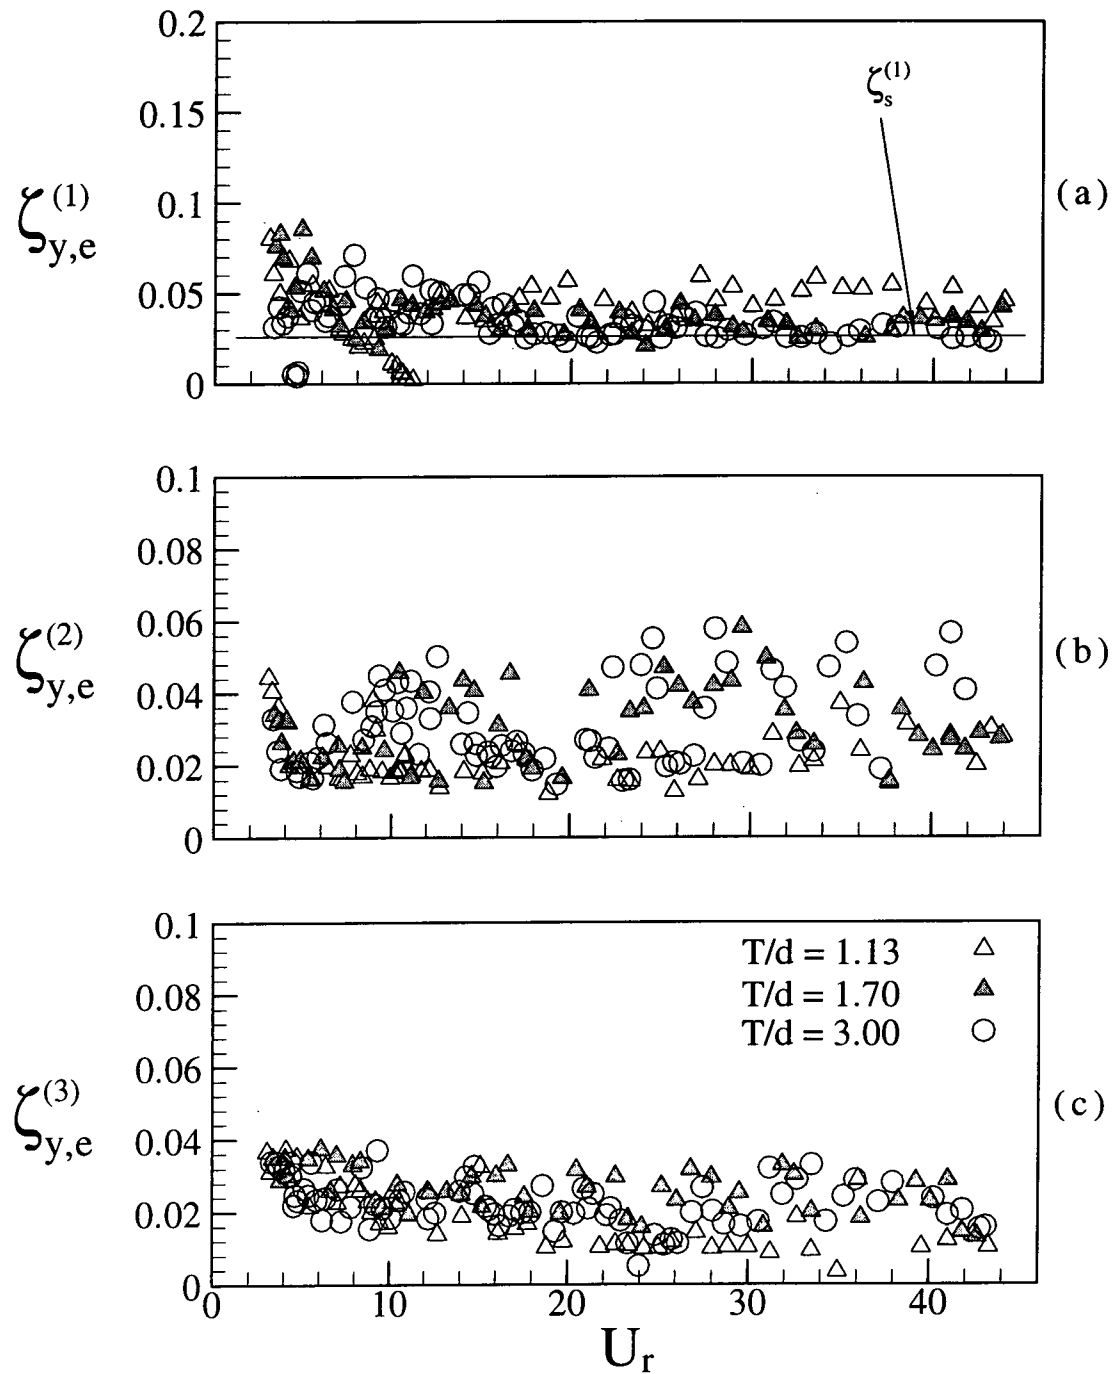 0.2
ζ_s^(1)
0.15
ζ_y,e^(1)
0.1
(a)
0.05
0
0.1
0.08
0.06
ζ_y,e^(2)
(b)
0.04
0.02
0
0.1
T/d = 1.13
T/d = 1.70
0.08
T/d = 3.00
0.06
ζ_y,e^(3)
(c)
0.04
0.02
0
0 10 20 30 40
U_r